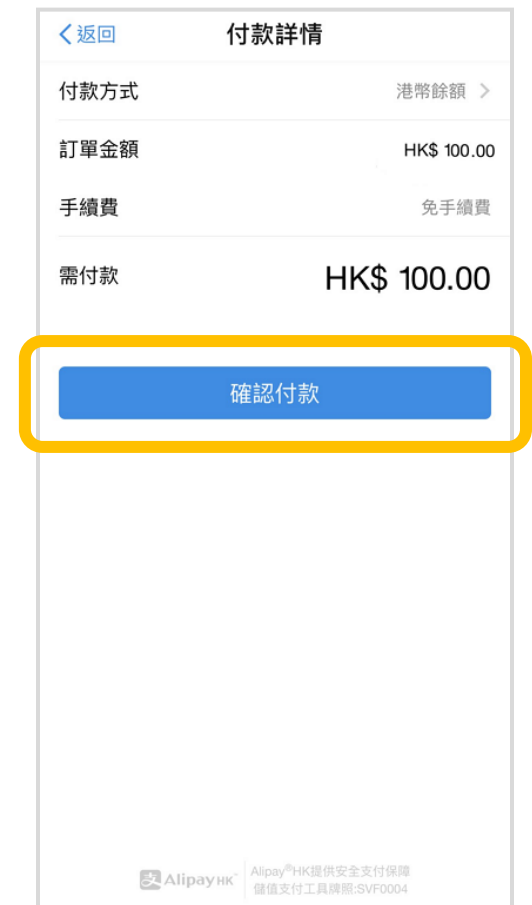 返回 付款詳情
付款方式 港幣餘額
訂單金額 HK$ 100.00
手續費 免手續費
需付款 HK$ 100.00
確認付款
支 Alipay HK
Alipay®HK提供安全支付保障
儲值支付工具牌照:SVF0004